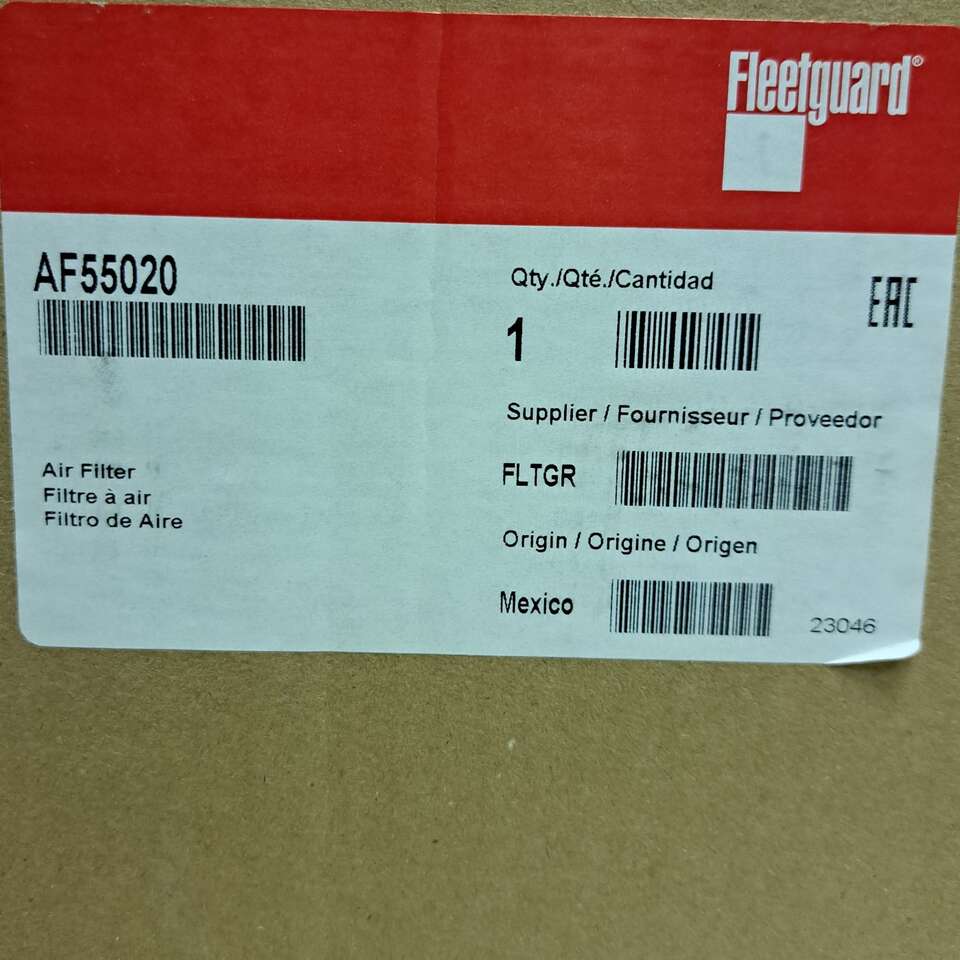 Fleetguard®
AF55020
Air Filter
Filtre à air
Filtro de Aire
Qty./Qté./Cantidad
1
EAC
Supplier / Fournisseur / Proveedor
FLTGR
Origin / Origine / Origen
Mexico
23046